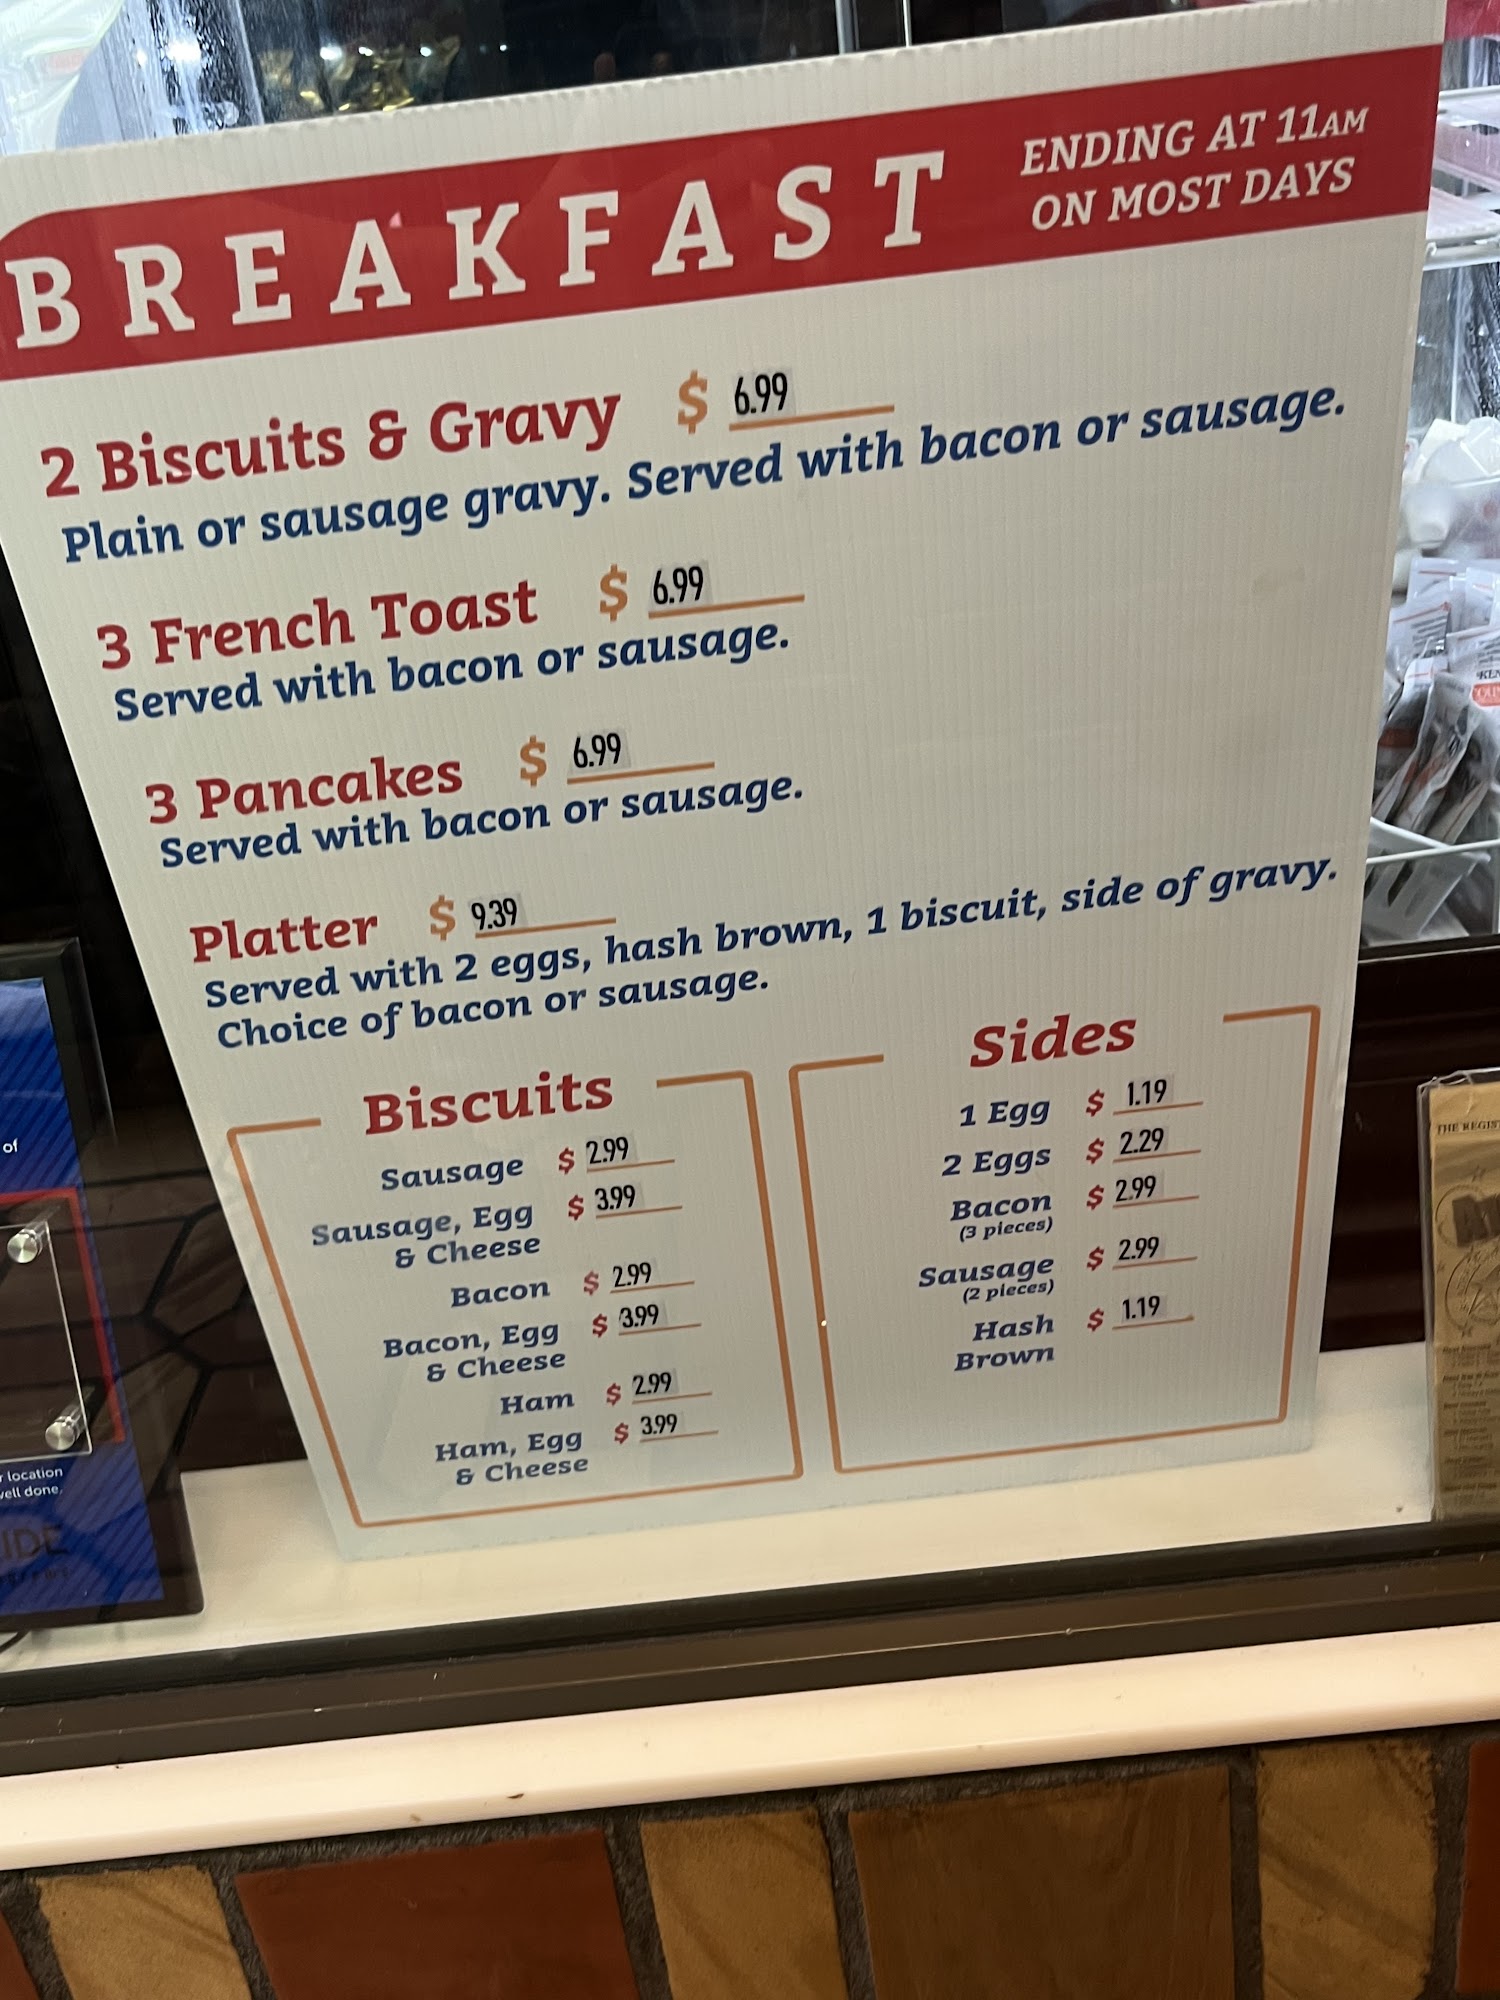 BREAKFAST
ENDING AT 11AM
ON MOST DAYS
2 Biscuits & Gravy $ 6.99
Plain or sausage gravy. Served with bacon or sausage.
3 French Toast $ 6.99
Served with bacon or sausage.
3 Pancakes $ 6.99
Served with bacon or sausage.
Platter $ 9.39
Served with 2 eggs, hash brown, 1 biscuit, side of gravy.
Choice of bacon or sausage.
Biscuits
Sausage $ 2.99
Sausage, Egg $ 3.99
& Cheese
Bacon $ 2.99
Bacon, Egg $ 3.99
& Cheese
Ham $ 2.99
Ham, Egg $ 3.99
& Cheese
Sides
1 Egg $ 1.19
2 Eggs $ 2.29
Bacon $ 2.99
(3 pieces)
Sausage $ 2.99
(2 pieces)
Hash $ 1.19
Brown
of
location
well done,
THE